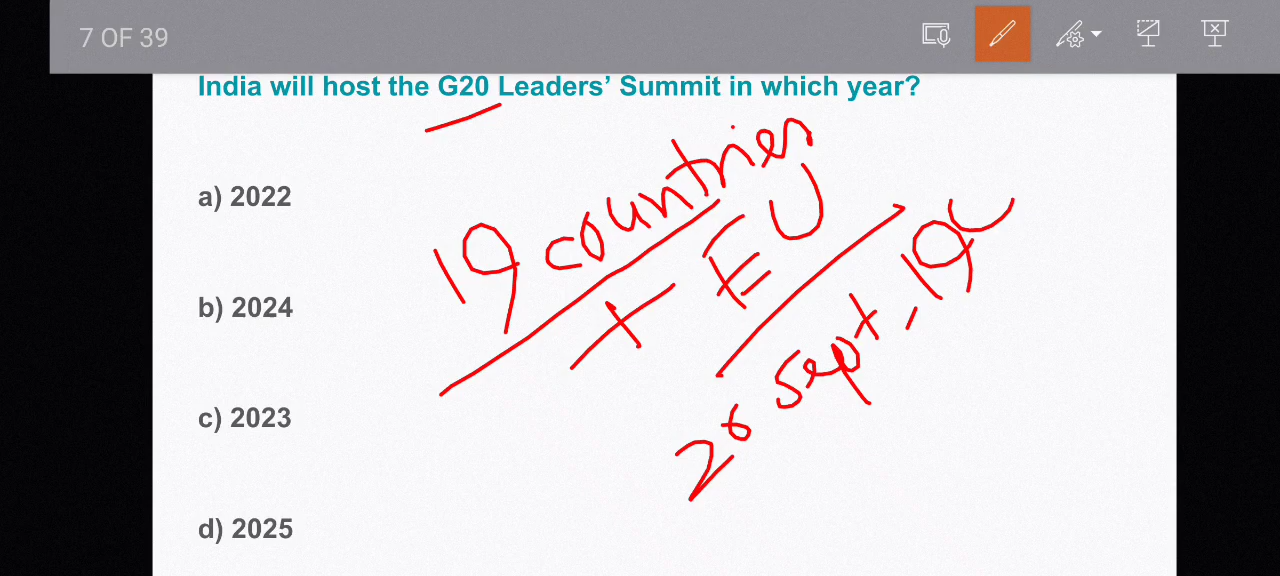 7 OF 39
India will host the G20 Leaders’ Summit in which year?
a) 2022
b) 2024
c) 2023
d) 2025
19 countries
+ EU
26 sept, 19